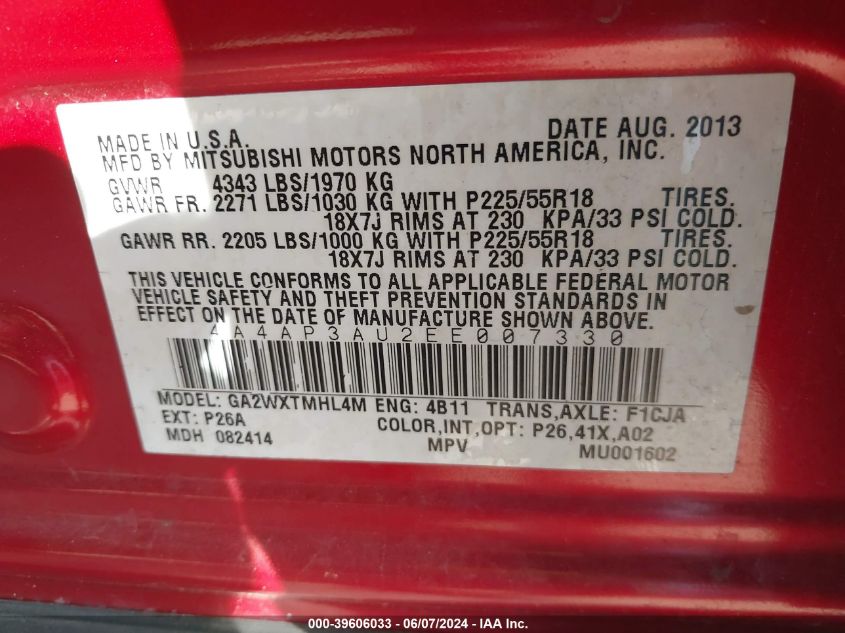 MADE IN U.S.A. DATE AUG. 2013
MFD BY MITSUBISHI MOTORS NORTH AMERICA, INC.
GVWR 4343 LBS/1970 KG
GAWR FR. 2271 LBS/1030 KG WITH P225/55R18 TIRES.
18X7J RIMS AT 230 KPA/33 PSI COLD.
GAWR RR. 2205 LBS/1000 KG WITH P225/55R18 TIRES.
18X7J RIMS AT 230 KPA/33 PSI COLD.
THIS VEHICLE CONFORMS TO ALL APPLICABLE FEDERAL MOTOR
VEHICLE SAFETY AND THEFT PREVENTION STANDARDS IN
EFFECT ON THE DATE OF MANUFACTURE SHOWN ABOVE.
4A4AP3AU2EE007330
MODEL: GA2WXTMHL4M ENG: 4B11 TRANS,AXLE: F1CJA
EXT: P26A COLOR,INT,OPT: P26,41X,A02
MDH 082414 MPV MU001602
000-39606033 - 06/07/2024 - IAA Inc.